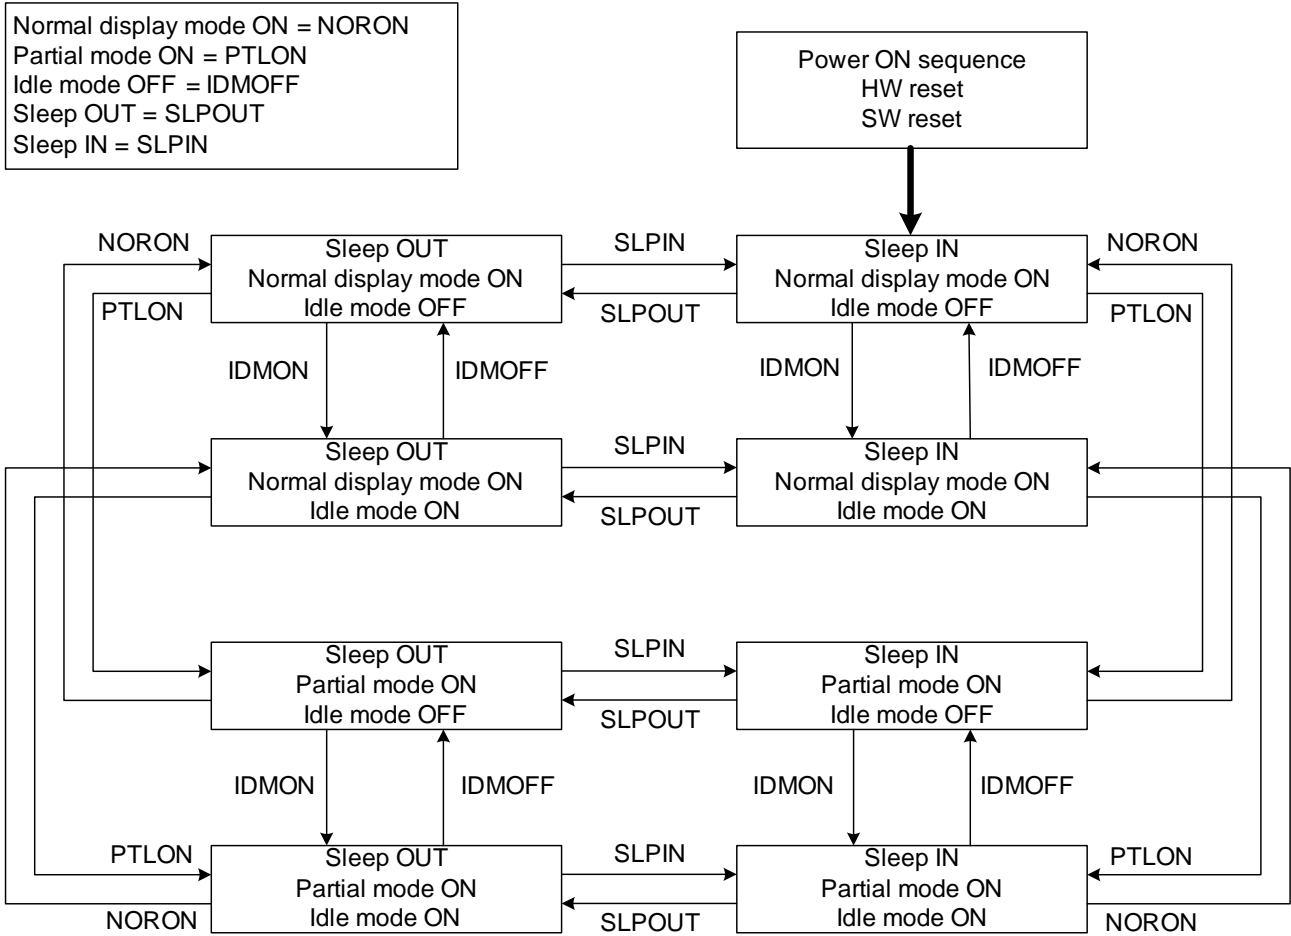 Normal display mode ON = NORON
Partial mode ON = PTLON
Idle mode OFF = IDMOFF
Sleep OUT = SLPOUT
Sleep IN = SLPIN
Power ON sequence
HW reset
SW reset
NORON
Sleep OUT
Normal display mode ON
Idle mode OFF
SLPIN
SLPOUT
Sleep IN
Normal display mode ON
Idle mode OFF
NORON
PTLON
PTLON
IDMON
IDMOFF
IDMON
IDMOFF
Sleep OUT
Normal display mode ON
Idle mode ON
SLPIN
SLPOUT
Sleep IN
Normal display mode ON
Idle mode ON
Sleep OUT
Partial mode ON
Idle mode OFF
SLPIN
SLPOUT
Sleep IN
Partial mode ON
Idle mode OFF
IDMON
IDMOFF
IDMON
IDMOFF
PTLON
NORON
Sleep OUT
Partial mode ON
Idle mode ON
SLPIN
SLPOUT
Sleep IN
Partial mode ON
Idle mode ON
PTLON
NORON